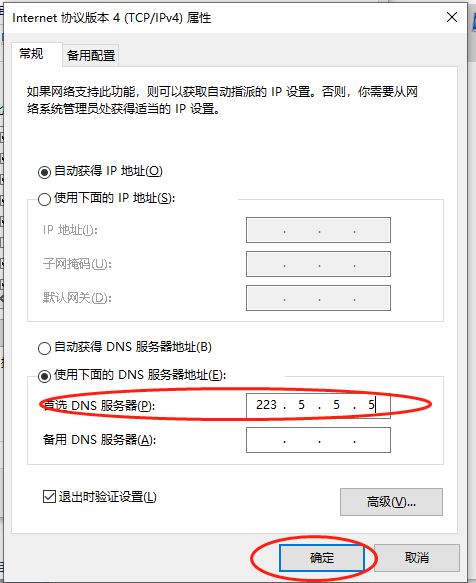 Internet 协议版本 4 (TCP/IPv4) 属性
常规
备用配置
如果网络支持此功能，则可以获取自动指派的 IP 设置。否则，你需要从网
络系统管理员处获得适当的 IP 设置。
自动获得 IP 地址(O)
使用下面的 IP 地址(S):
IP 地址(I):
子网掩码(U):
默认网关(D):
自动获得 DNS 服务器地址(B)
使用下面的 DNS 服务器地址(E):
首选 DNS 服务器(P): 223 . 5 . 5 . 5
备用 DNS 服务器(A):
退出时验证设置(L)
高级(V)...
确定
取消